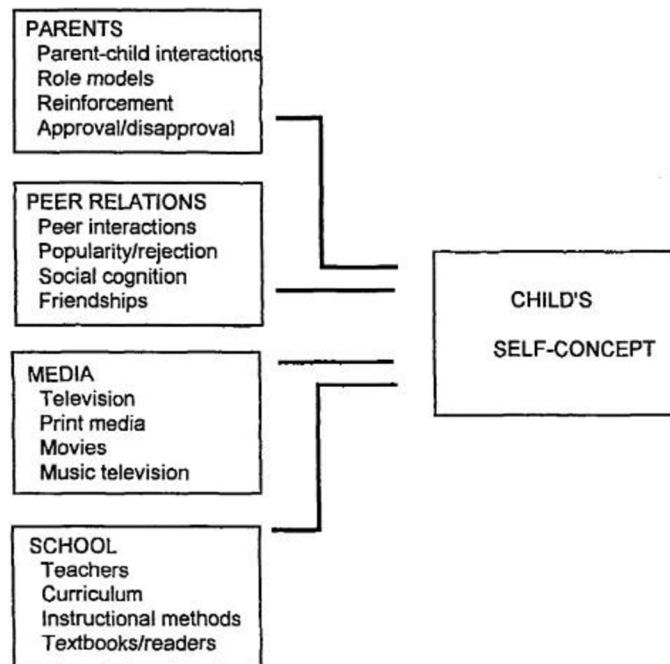 PARENTS
Parent-child interactions
Role models
Reinforcement
Approval/disapproval
PEER RELATIONS
Peer interactions
Popularity/rejection
Social cognition
Friendships
MEDIA
Television
Print media
Movies
Music television
SCHOOL
Teachers
Curriculum
Instructional methods
Textbooks/readers
CHILD'S
SELF-CONCEPT